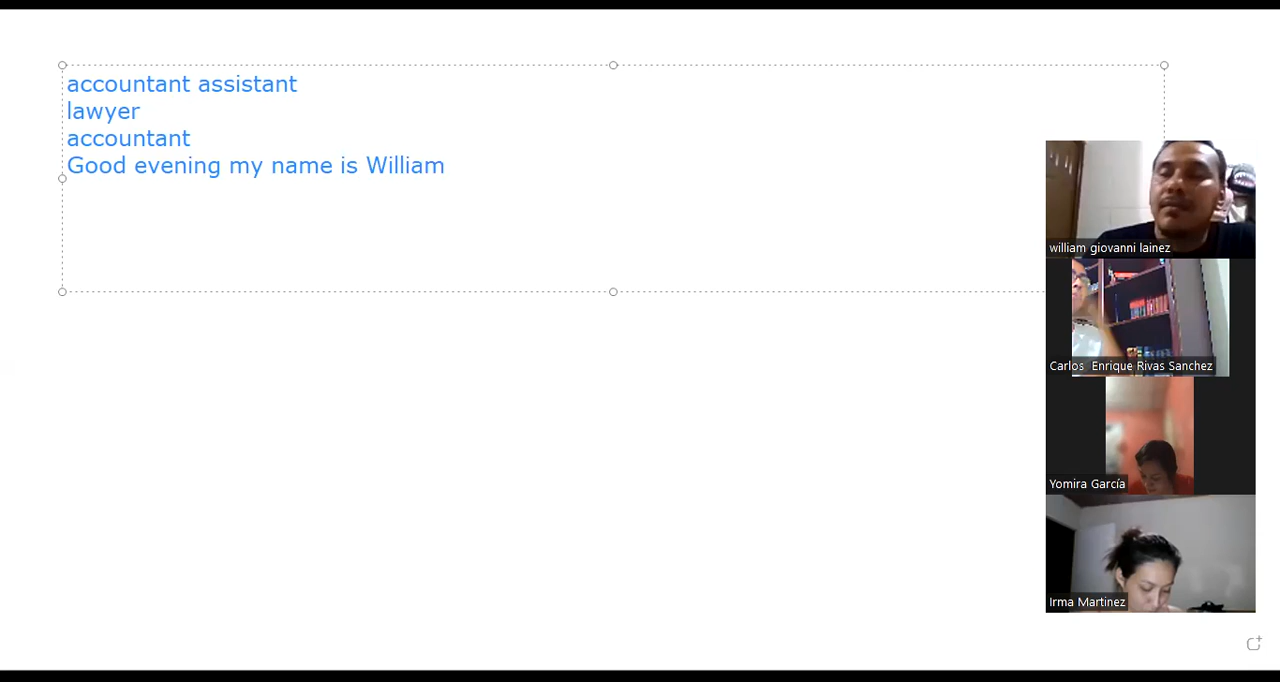 accountant assistant
lawyer
accountant
Good evening my name is William
william giovanni lainez
Carlos Enrique Rivas Sanchez
Yomira García
Irma Martinez